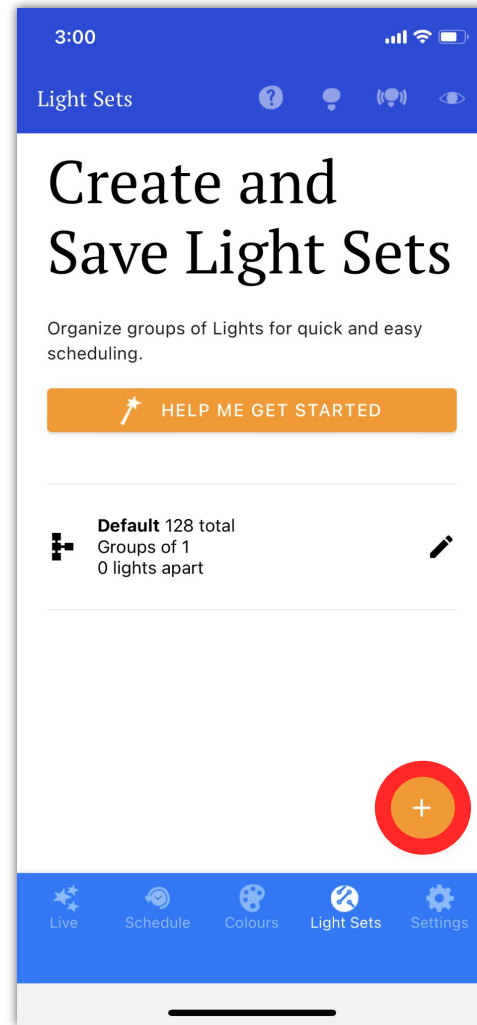 3:00
Light Sets
Create and
Save Light Sets
Organize groups of Lights for quick and easy
scheduling.
HELP ME GET STARTED
Default 128 total
Groups of 1
0 lights apart
+
Live Schedule Colours Light Sets Settings